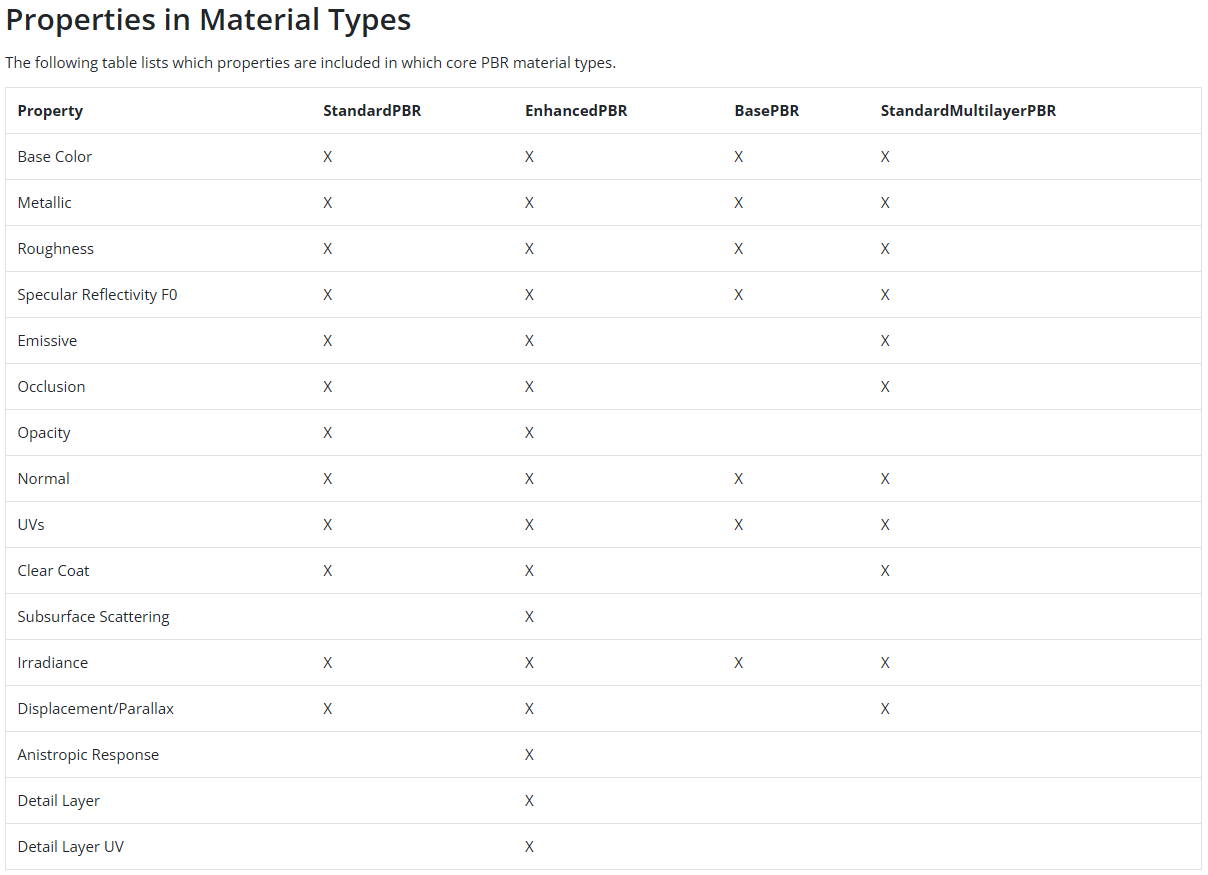 Properties in Material Types
The following table lists which properties are included in which core PBR material types.
Property StandardPBR EnhancedPBR BasePBR StandardMultilayerPBR
Base Color X X X X
Metallic X X X X
Roughness X X X X
Specular Reflectivity F0 X X X X
Emissive X X X
Occlusion X X X
Opacity X X
Normal X X X X
UVs X X X X
Clear Coat X X X
Subsurface Scattering X
Irradiance X X X X
Displacement/Parallax X X X
Anistropic Response X
Detail Layer X
Detail Layer UV X